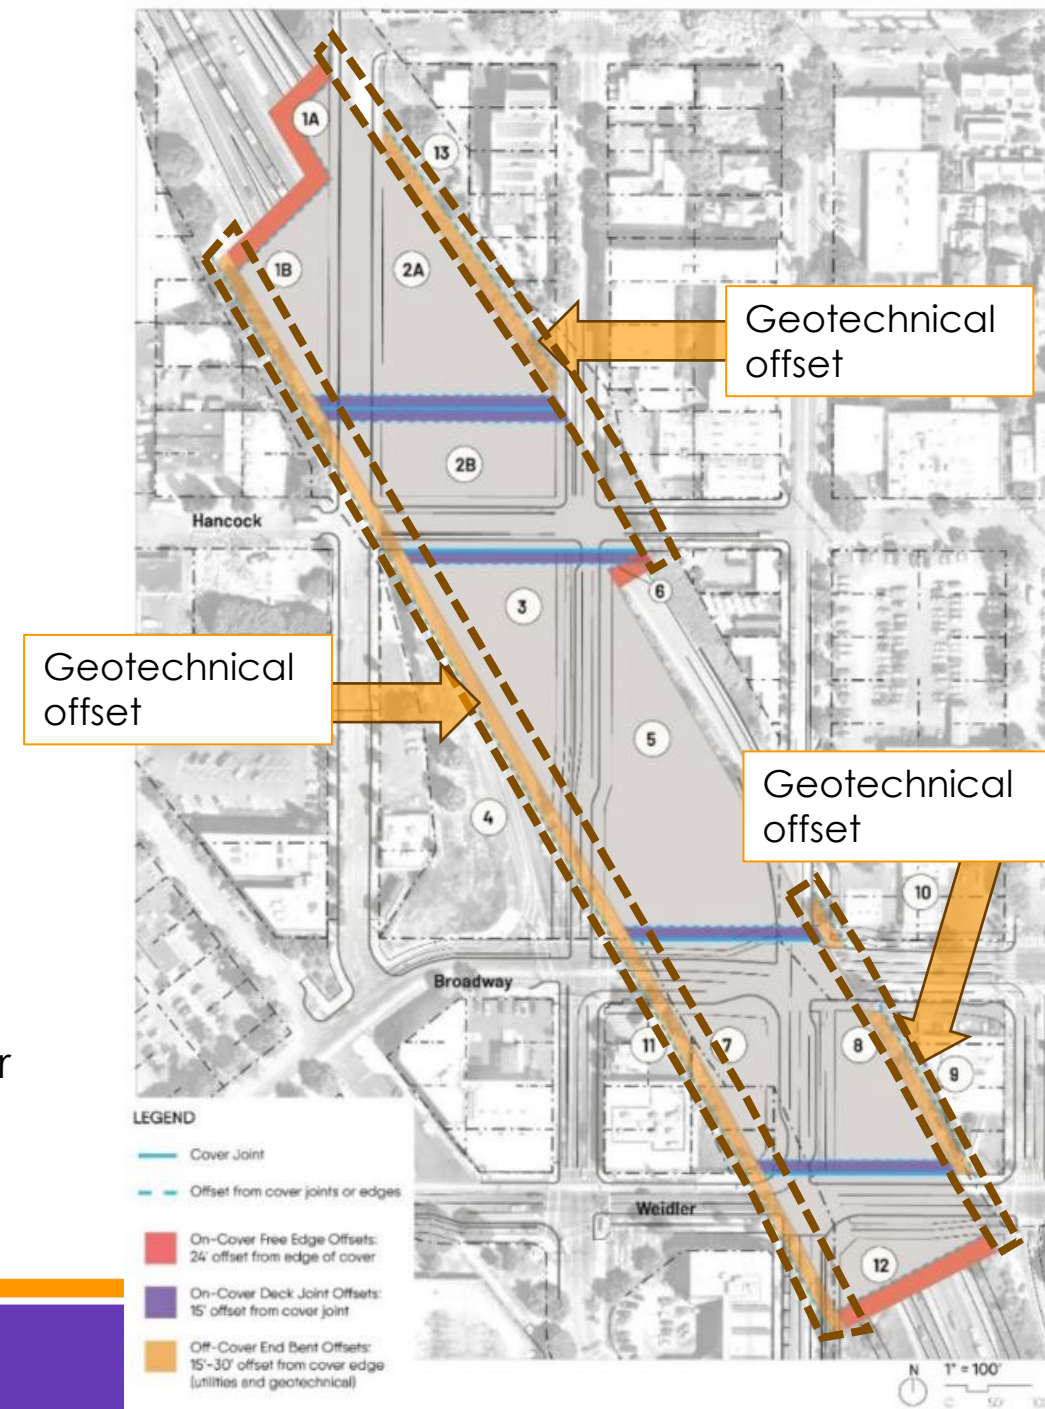 1A
13
1B
2A
Geotechnical
offset
2B
Hancock
6
3
Geotechnical
offset
5
Geotechnical
offset
4
10
Broadway
11
7
8
9
r
LEGEND
Cover Joint
Offset from cover joints or edges
Weidler
On-Cover Free Edge Offsets:
24' offset from edge of cover
12
On-Cover Deck Joint Offsets:
15' offset from cover joint
Off-Cover End Bent Offsets:
15'-30' offset from cover edge
(utilities and geotechnical)
N
1" = 100'
0'
50'